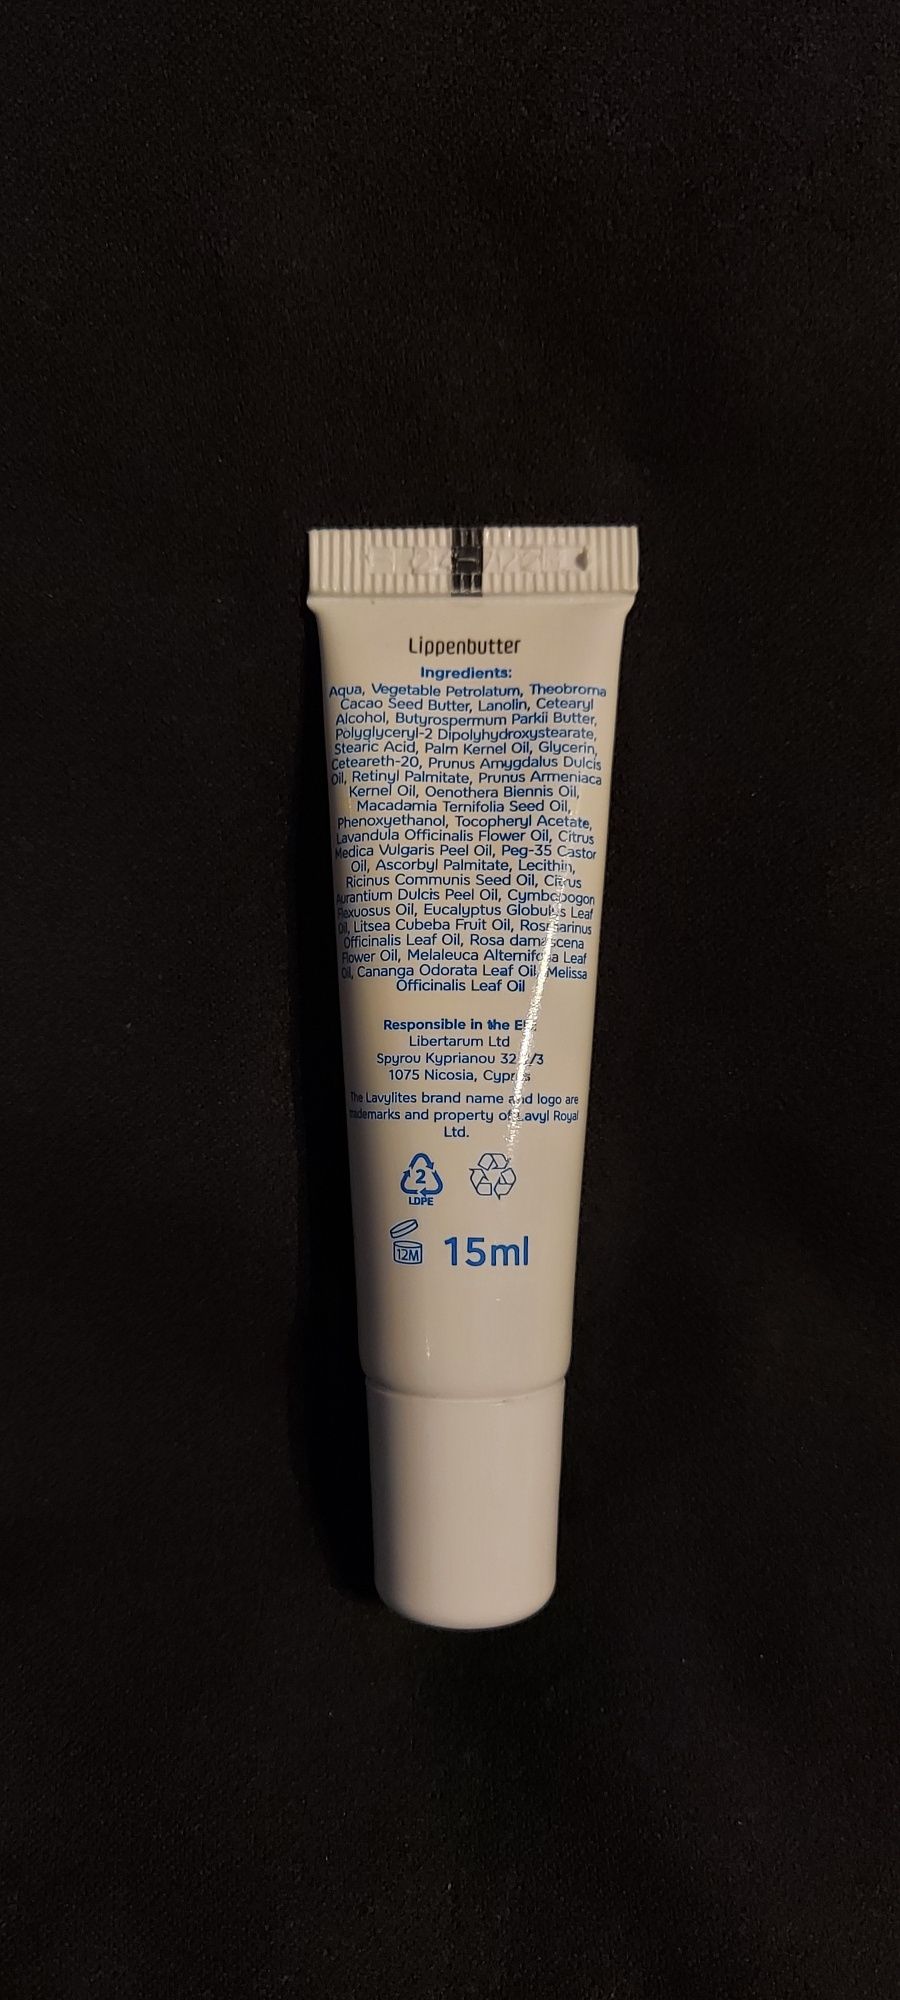 Lippenbutter
Ingredients:
Aqua, Vegetable Petrolatum, Theobroma
Cacao Seed Butter, Lanolin, Cetearyl
Alcohol, Butyrospermum Parkii Butter,
Polyglyceryl-2 Dipolyhydroxystearate,
Stearic Acid, Palm Kernel Oil, Glycerin,
Ceteareth-20, Prunus Amygdalus Dulcis
Oil, Retinyl Palmitate, Prunus Armeniaca
Kernel Oil, Oenothera Biennis Oil,
Macadamia Ternifolia Seed Oil,
Phenoxyethanol, Tocopheryl Acetate,
Lavandula Officinalis Flower Oil, Citrus
Medica Vulgaris Peel Oil, Peg-35 Castor
Oil, Ascorbyl Palmitate, Lecithin,
Ricinus Communis Seed Oil, Citrus
Aurantium Dulcis Peel Oil, Cymbopogon
Flexuosus Oil, Eucalyptus Globulus Leaf
Oil, Litsea Cubeba Fruit Oil, Rosmarinus
Officinalis Leaf Oil, Rosa damascena
Flower Oil, Melaleuca Alternifolia Leaf
Oil, Cananga Odorata Leaf Oil, Melissa
Officinalis Leaf Oil
Responsible in the
Libertarum Ltd
Spyrou Kyprianou
1075 Nicosia, Cyprus
The Lavylites brand name and logo are
trademarks and property of Lavyl Royal
Ltd.
2
LDPE
12M 15ml